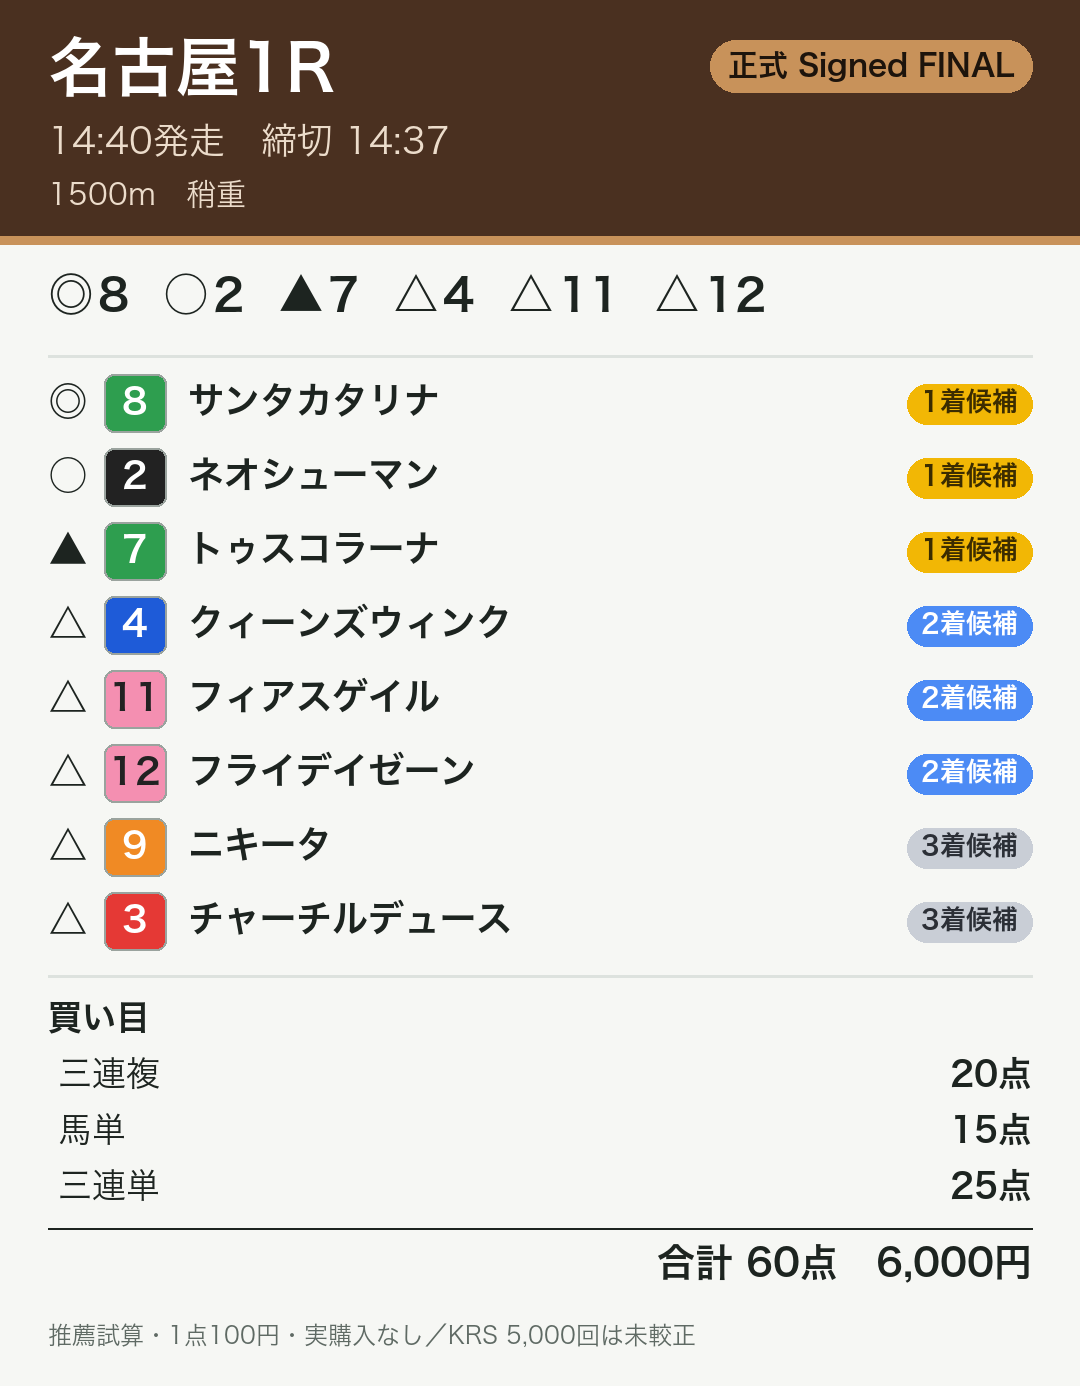 名古屋1R
正式 Signed FINAL
14:40発走　締切 14:37
1500m　稍重
◎8 ○2 ▲7 △4 △11 △12
◎ 8 サンタカタリナ 1着候補
○ 2 ネオシューマン 1着候補
▲ 7 トゥスコラーナ 1着候補
△ 4 クィーンズウィンク 2着候補
△ 11 フィアスゲイル 2着候補
△ 12 フライデイゼーン 2着候補
△ 9 ニキータ 3着候補
△ 3 チャーチルデュース 3着候補
買い目
三連複 20点
馬単 15点
三連単 25点
合計 60点　6,000円
推薦試算・1点100円・実購入なし／KRS 5,000回は未較正